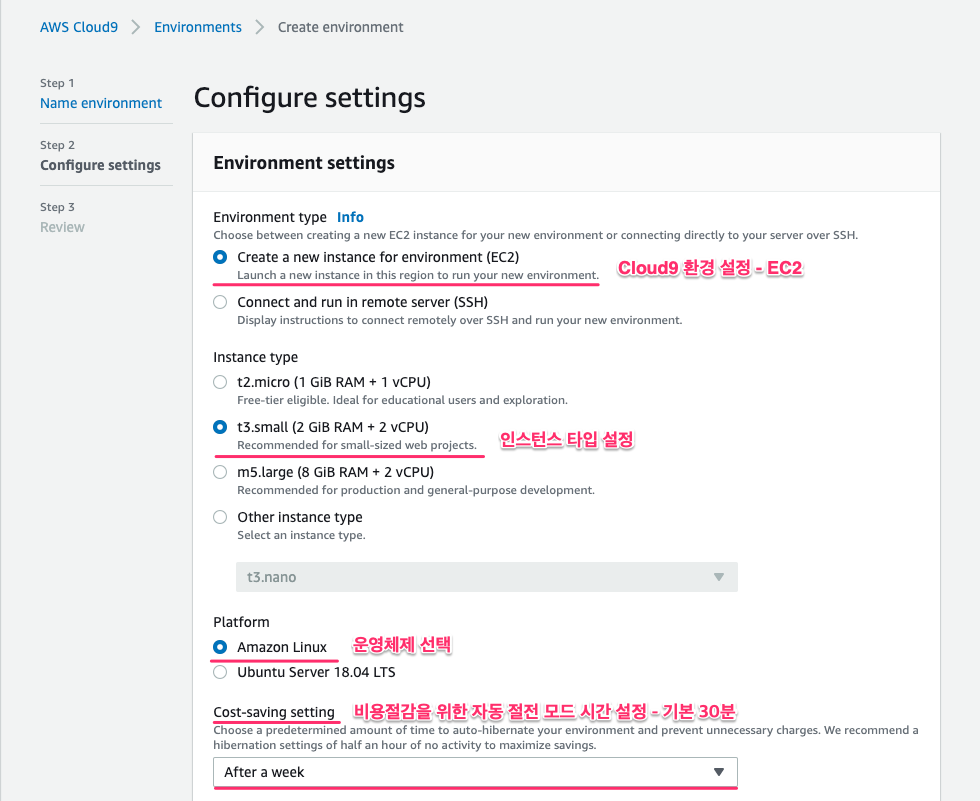 AWS Cloud9 > Environments > Create environment
Step 1
Name environment
Step 2
Configure settings
Step 3
Review
Configure settings
Environment settings
Environment type Info
Choose between creating a new EC2 instance for your new environment or connecting directly to your server over SSH.
Create a new instance for environment (EC2)
Launch a new instance in this region to run your new environment.
Cloud9 환경 설정 - EC2
Connect and run in remote server (SSH)
Display instructions to connect remotely over SSH and run your new environment.
Instance type
t2.micro (1 GiB RAM + 1 vCPU)
Free-tier eligible. Ideal for educational users and exploration.
t3.small (2 GiB RAM + 2 vCPU)
Recommended for small-sized web projects.
인스턴스 타입 설정
m5.large (8 GiB RAM + 2 vCPU)
Recommended for production and general-purpose development.
Other instance type
Select an instance type.
t3.nano
Platform
Amazon Linux
운영체제 선택
Ubuntu Server 18.04 LTS
Cost-saving setting
비용절감을 위한 자동 절전 모드 시간 설정 - 기본 30분
Choose a predetermined amount of time to auto-hibernate your environment and prevent unnecessary charges. We recommend a
hibernation settings of half an hour of no activity to maximize savings.
After a week